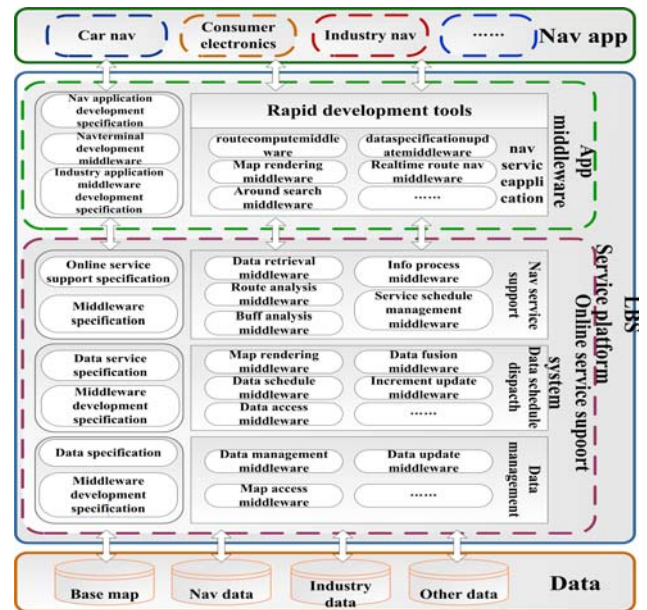 Car nav
Consumer
electronics
Industry nav
……
Nav app
Nav application
development
specification
Navterminal
development
middleware
Industry application
middleware
development
specification
Rapid development tools
routecomputemiddle
ware
dataspecificationupd
atemiddleware
Map rendering
middleware
Realtime route nav
middleware
Around search
middleware
……
nav
servic
eappli
cation
App
middleware
Online service
support specification
Middleware
specification
Data retrieval
middleware
Info process
middleware
Route analysis
middleware
Service schedule
management
middleware
Buff analysis
middleware
Nav service
support
Data service
specification
Middleware
development
specification
Map rendering
middleware
Data fusion
middleware
Data schedule
middleware
Increment update
middleware
Data access
middleware
……
Data schedule
dispacth
system
Data specification
Middleware
development
specification
Data management
middleware
Data update
middleware
Map access
middleware
……
Data
management
Online service supoort
LBS
Service platform
Base map
Nav data
Industry
data
Other data
Data